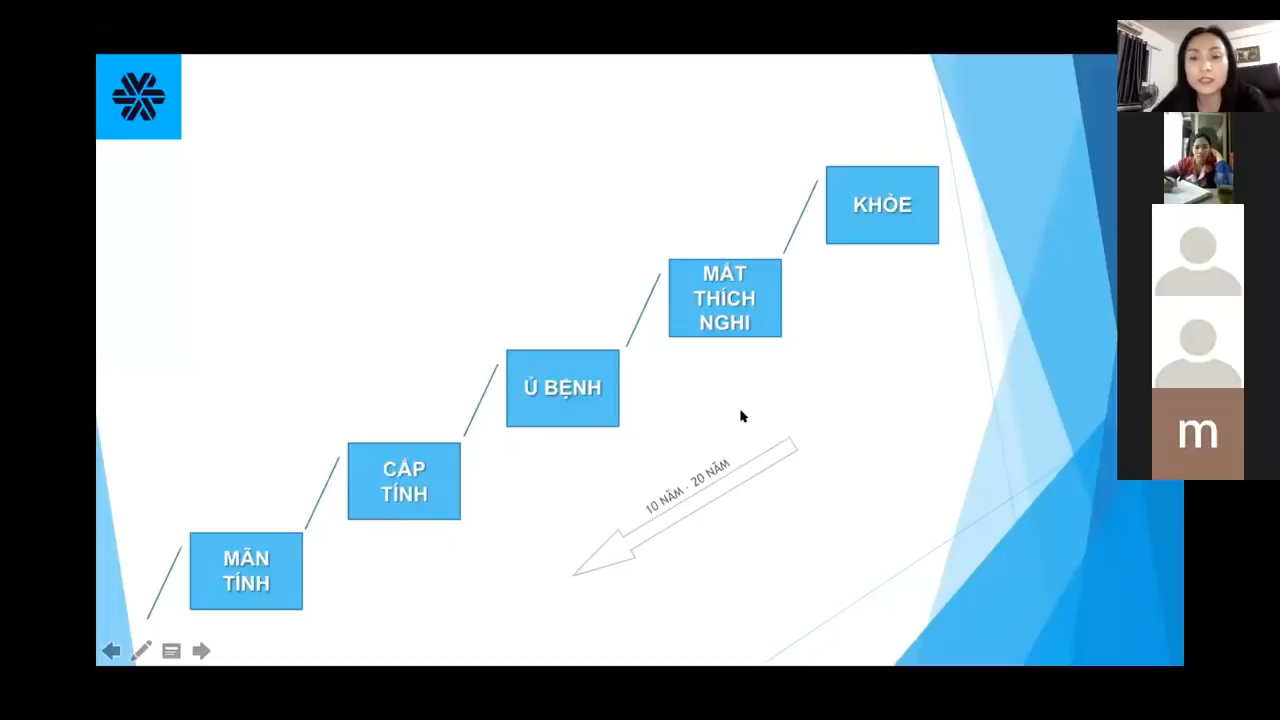 KHỎE
MẤT
THÍCH
NGHI
Ủ BỆNH
10 NĂM - 20 NĂM
CẤP
TÍNH
MÃN
TÍNH
m